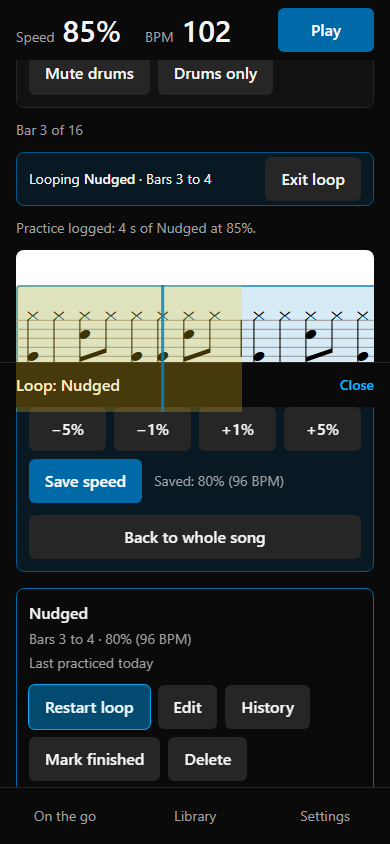 Speed 85% BPM 102 Play
Mute drums Drums only
Bar 3 of 16
Looping Nudged · Bars 3 to 4 Exit loop
Practice logged: 4 s of Nudged at 85%.
Loop: Nudged Close
−5% −1% +1% +5%
Save speed Saved: 80% (96 BPM)
Back to whole song
Nudged
Bars 3 to 4 · 80% (96 BPM)
Last practiced today
Restart loop Edit History
Mark finished Delete
On the go Library Settings